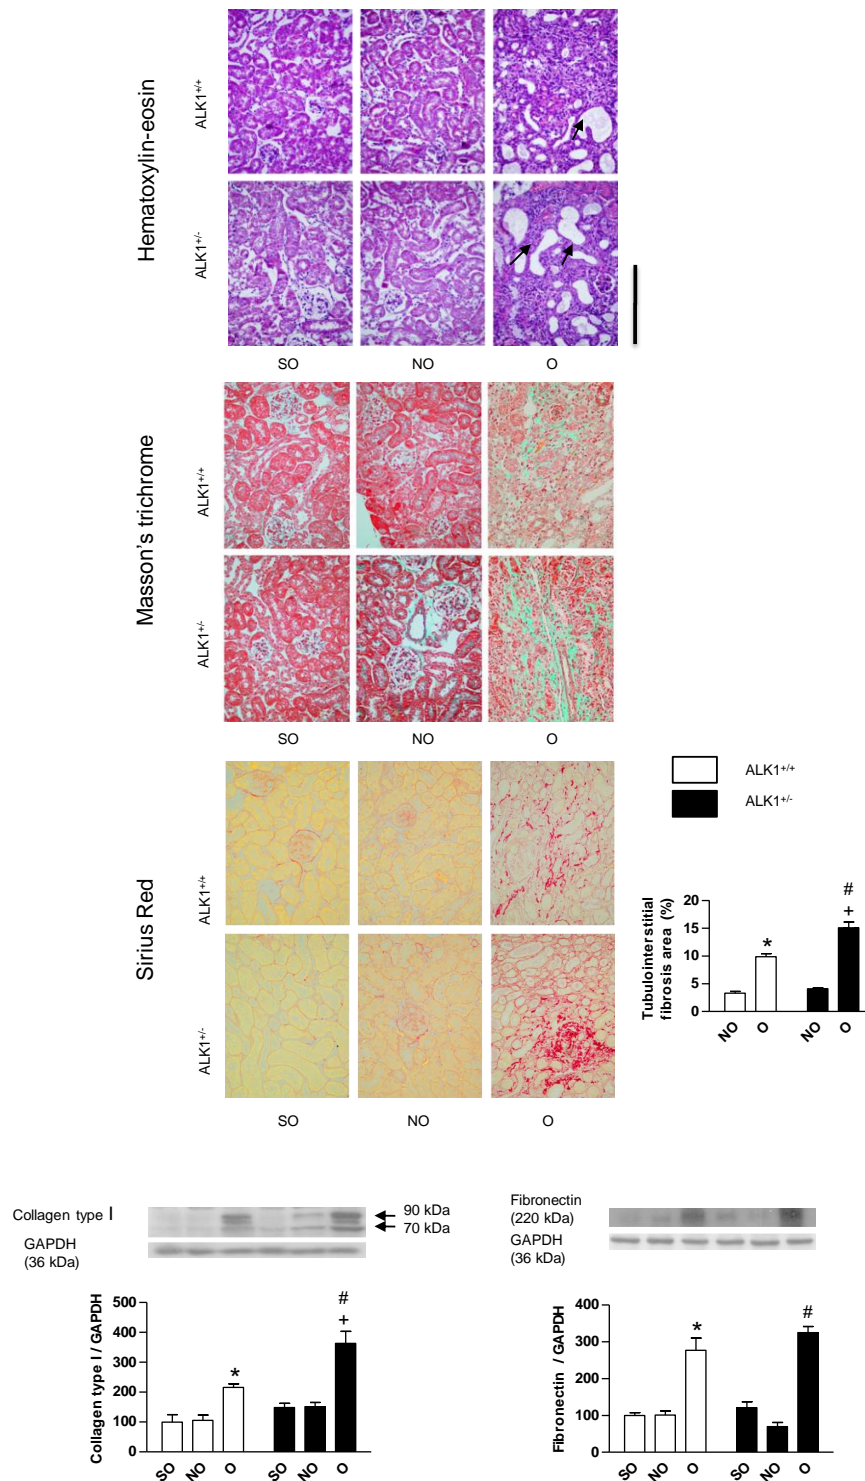 Hematoxylin-eosin
ALK1+/+
ALK1+/-
SO NO O
Masson's trichrome
ALK1+/+
ALK1+/-
SO NO O
Sirius Red
ALK1+/+
ALK1+/-
SO NO O
ALK1+/+
ALK1+/-
Tubulointerstitial
fibrosis area (%)
20
15
10
5
0
*
#
+
NO O NO O
Collagen type I
90 kDa
70 kDa
GAPDH
(36 kDa)
Collagen type I / GAPDH
500
400
300
200
100
0
*
#
+
SO NO O SO NO O
Fibronectin
(220 kDa)
GAPDH
(36 kDa)
Fibronectin / GAPDH
400
300
200
100
0
*
#
SO NO O SO NO O